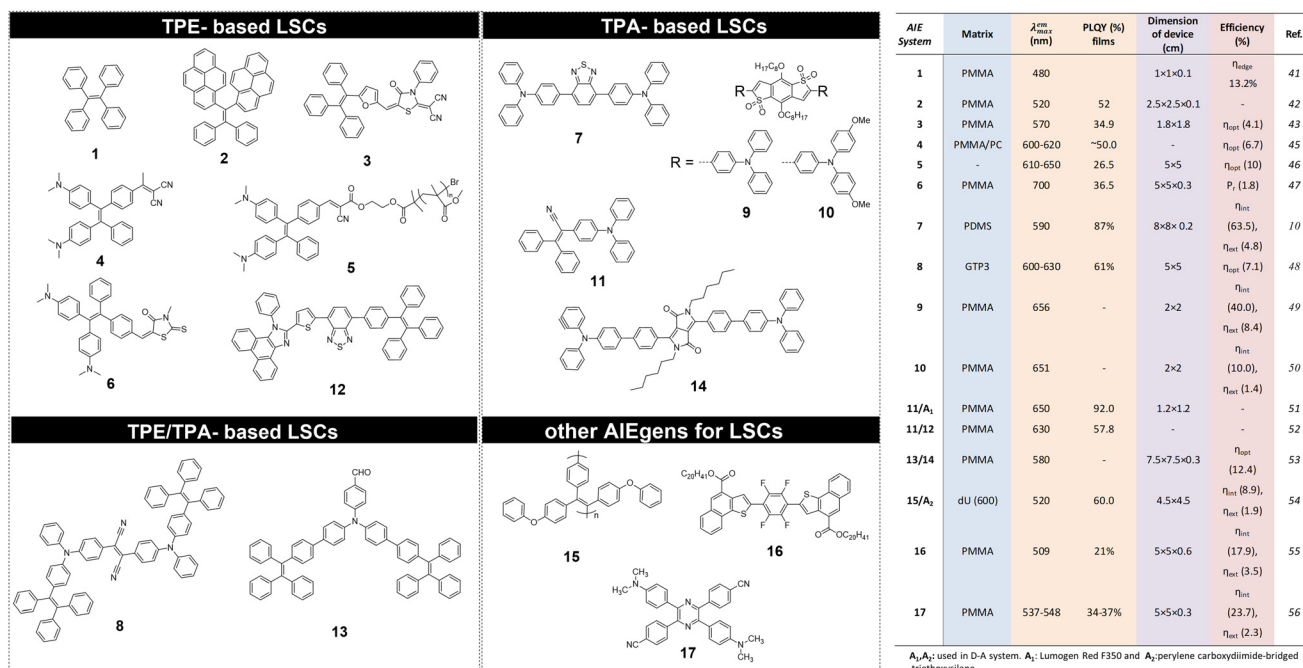 TPE- based LSCs
1
2
3
4
5
6
12
TPA- based LSCs
7
R
R
H17C8O
OC8H17
R =
9
10
OMe
OMe
11
14
TPE/TPA- based LSCs
8
CHO
13
other AIEgens for LSCs
15
C20H41O
CO2C20H41
16
17
AIE System Matrix λmax em (nm) PLQY (%) films Dimension of device (cm) Efficiency (%) Ref.
1 PMMA 480 1×1×0.1 ηedge 13.2% 41
2 PMMA 520 52 2.5×2.5×0.1 - 42
3 PMMA 570 34.9 1.8×1.8 ηopt (4.1) 43
4 PMMA/PC 600-620 ~50.0 - ηopt (6.7) 45
5 - 610-650 26.5 5×5 ηopt (10) 46
6 PMMA 700 36.5 5×5×0.3 Pr (1.8) 47
7 PDMS 590 87% 8×8× 0.2 ηint (63.5), ηext (4.8) 10
8 GTP3 600-630 61% 5×5 ηopt (7.1) 48
9 PMMA 656 - 2×2 ηint (40.0), ηext (8.4) 49
10 PMMA 651 - 2×2 ηint (10.0), ηext (1.4) 50
11/A1 PMMA 650 92.0 1.2×1.2 - 51
11/12 PMMA 630 57.8 - - 52
13/14 PMMA 580 - 7.5×7.5×0.3 ηopt (12.4) 53
15/A2 dU (600) 520 60.0 4.5×4.5 ηint (8.9), ηext (1.9) 54
16 PMMA 509 21% 5×5×0.6 ηint (17.9), ηext (3.5) 55
17 PMMA 537-548 34-37% 5×5×0.3 ηint (23.7), ηext (2.3) 56
A1,A2: used in D-A system. A1: Lumogen Red F350 and A2:perylene carboxydiimide-bridged